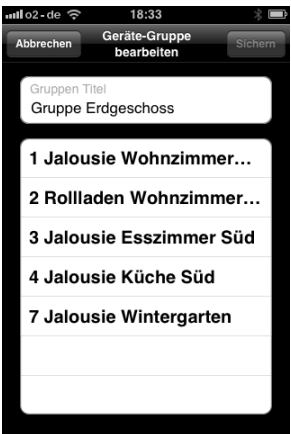 o2-de 18:33
Abbrechen
Geräte-Gruppe
bearbeiten
Sichern
Gruppen Titel
Gruppe Erdgeschoss
1 Jalousie Wohnzimmer...
2 Rollladen Wohnzimmer...
3 Jalousie Esszimmer Süd
4 Jalousie Küche Süd
7 Jalousie Wintergarten